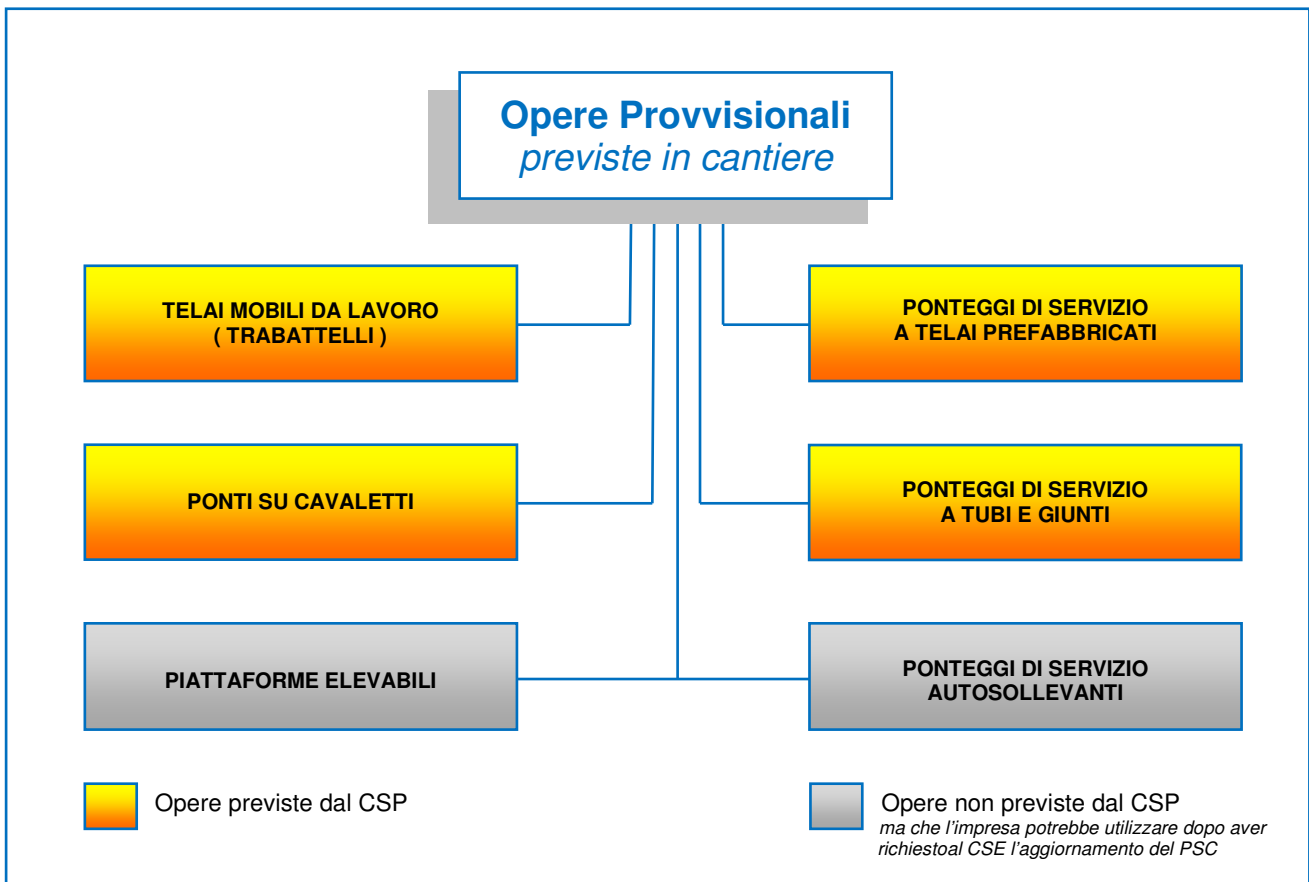 Opere Provvisionali
previste in cantiere
TELAI MOBILI DA LAVORO
( TRABATTELLI )
PONTEGGI DI SERVIZIO
A TELAI PREFABBRICATI
PONTI SU CAVALETTI
PONTEGGI DI SERVIZIO
A TUBI E GIUNTI
PIATTAFORME ELEVABILI
PONTEGGI DI SERVIZIO
AUTOSOLLEVANTI
Opere previste dal CSP
Opere non previste dal CSP
ma che l'impresa potrebbe utilizzare dopo aver
richiestoal CSE l'aggiornamento del PSC